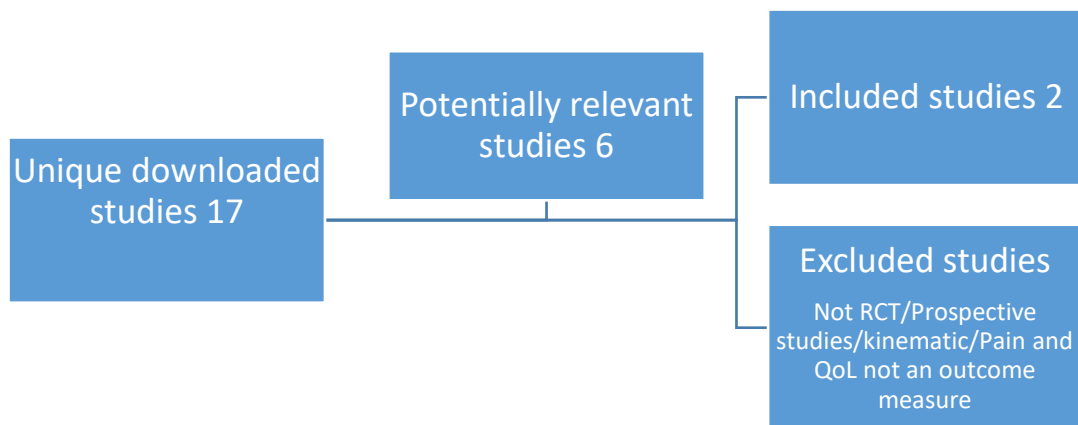 Unique downloaded
studies 17
Potentially relevant
studies 6
Included studies 2
Excluded studies
Not RCT/Prospective
studies/kinematic/Pain and
QoL not an outcome
measure